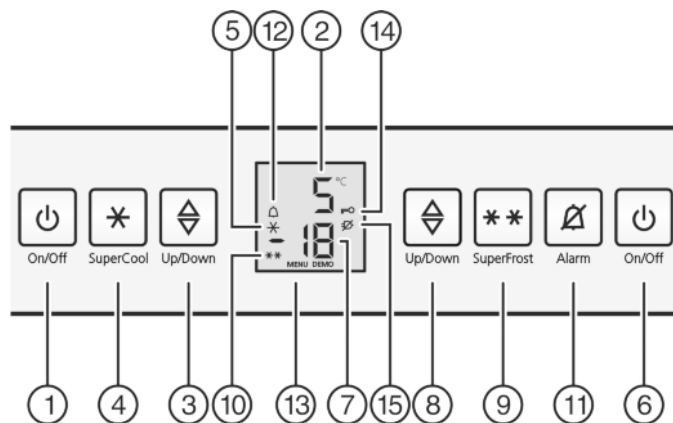 5 12 2 14
5 °C
-18
MENU DEMO
On/Off SuperCool Up/Down Up/Down SuperFrost Alarm On/Off
1 4 3 10 13 7 15 8 9 11 6